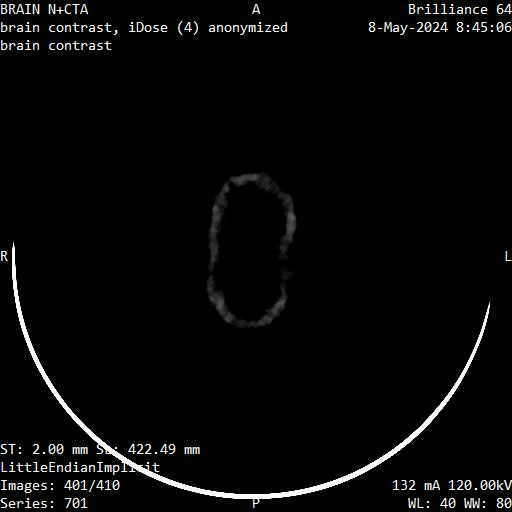 BRAIN N+CTA
A
Brilliance 64
brain contrast, iDose (4) anonymized
8-May-2024 8:45:06
brain contrast
R
L
ST: 2.00 mm SL: 422.49 mm
LittleEndianImplicit
Images: 401/410
132 mA 120.00kV
Series: 701
P
WL: 40 WW: 80